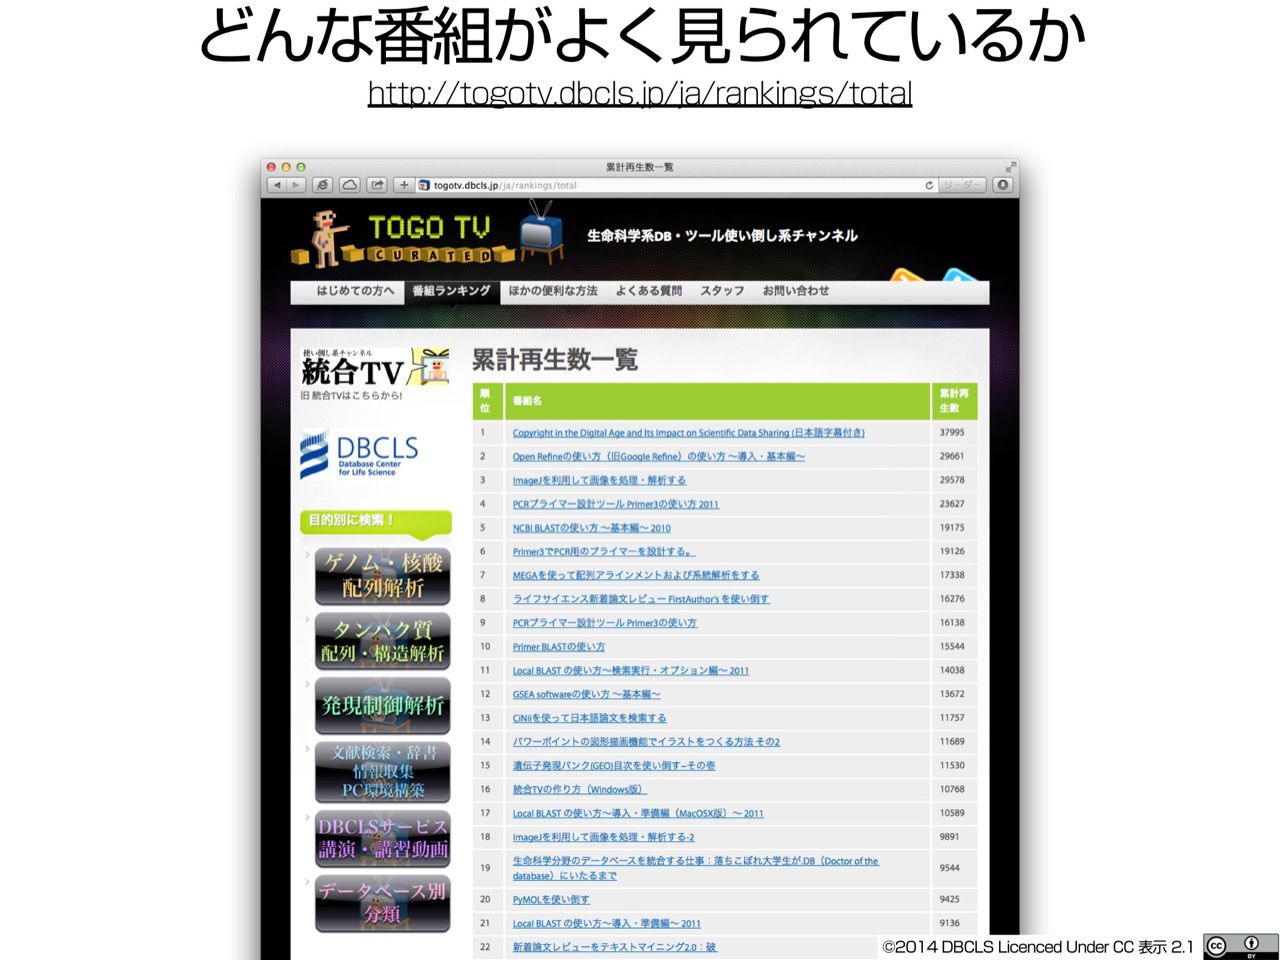 どんな番組がよく見られているか
http://togotv.dbcls.jp/ja/rankings/total
累計再生数一覧
togotv.dbcls.jp/ja/rankings/total
リーダー
TOGO TV
CURATED
生命科学系DB・ツール使い倒し系チャンネル
はじめての方へ 番組ランキング ほかの便利な方法 よくある質問 スタッフ お問い合わせ
使い倒し系チャンネル
統合TV
旧 統合TVはこちらから!
DBCLS
Database Center
for Life Science
目的別に検索！
ゲノム・核酸
配列解析
タンパク質
配列・構造解析
発現制御解析
文献検索・辞書
情報収集
PC環境構築
DBCLSサービス
講演・講習動画
データベース別
分類
累計再生数一覧
順位 番組名 累計再生数
1 Copyright in the Digital Age and Its Impact on Scientific Data Sharing (日本語字幕付き) 37995
2 Open Refineの使い方（旧Google Refine）の使い方 〜導入・基本編〜 29661
3 ImageJを利用して画像を処理・解析する 29578
4 PCRプライマー設計ツール Primer3の使い方 2011 23627
5 NCBI BLASTの使い方 〜基本編〜 2010 19175
6 Primer3でPCR用のプライマーを設計する。 19126
7 MEGAを使って配列アラインメントおよび系統解析をする 17338
8 ライフサイエンス新着論文レビュー FirstAuthor's を使い倒す 16276
9 PCRプライマー設計ツール Primer3の使い方 16138
10 Primer BLASTの使い方 15544
11 Local BLAST の使い方〜検索実行・オプション編〜 2011 14038
12 GSEA softwareの使い方 〜基本編〜 13672
13 CiNiiを使って日本語論文を検索する 11757
14 パワーポイントの図形描画機能でイラストをつくる方法 その2 11689
15 遺伝子発現バンク(GEO)目次を使い倒す−その壱 11530
16 統合TVの作り方（Windows版） 10768
17 Local BLAST の使い方〜導入・準備編（MacOSX版）〜 2011 10589
18 ImageJを利用して画像を処理・解析する-2 9891
19 生命科学分野のデータベースを統合する仕事：落ちこぼれ大学生が.DB（Doctor of the
database）にいたるまで 9544
20 PyMOLを使い倒す 9425
21 Local BLAST の使い方〜導入・準備編〜 2011 9136
22 新着論文レビューをテキストマイニング2.0：破
©2014 DBCLS Licenced Under CC 表示 2.1
cc BY